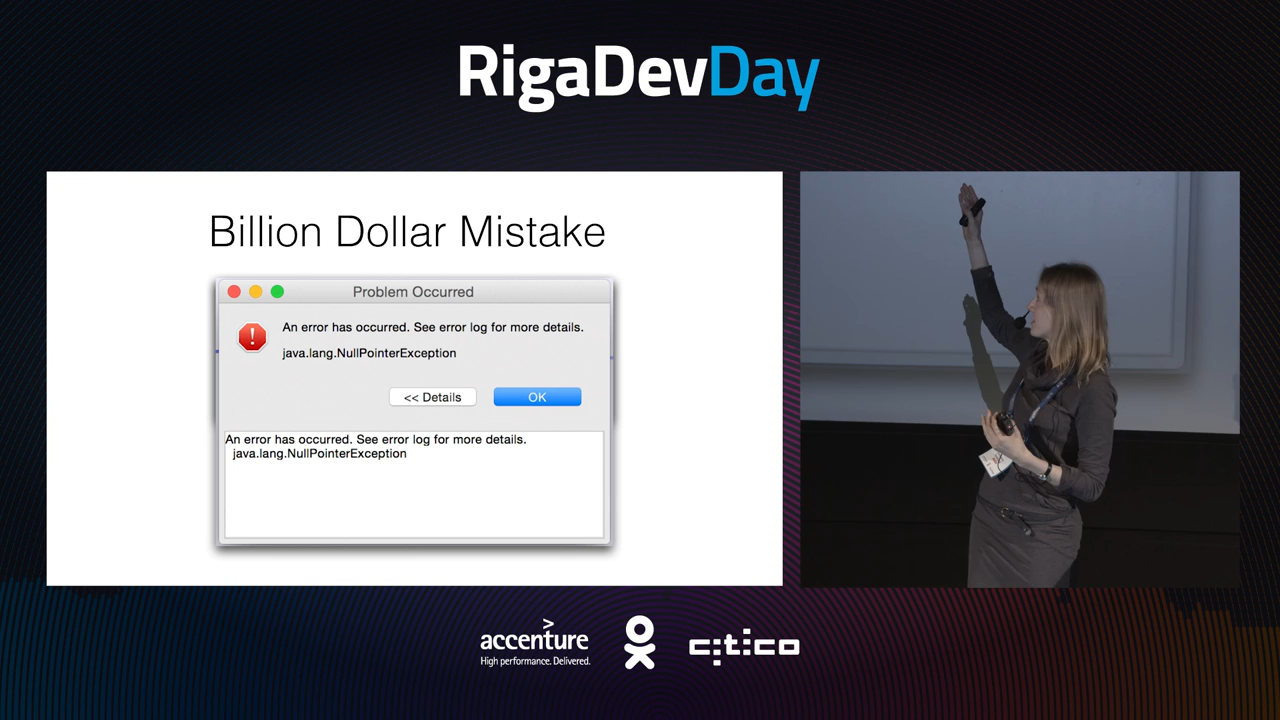 RigaDevDay
Billion Dollar Mistake
Problem Occurred
An error has occurred. See error log for more details.
java.lang.NullPointerException
<< Details
OK
An error has occurred. See error log for more details.
java.lang.NullPointerException
accenture
High performance. Delivered.
citico